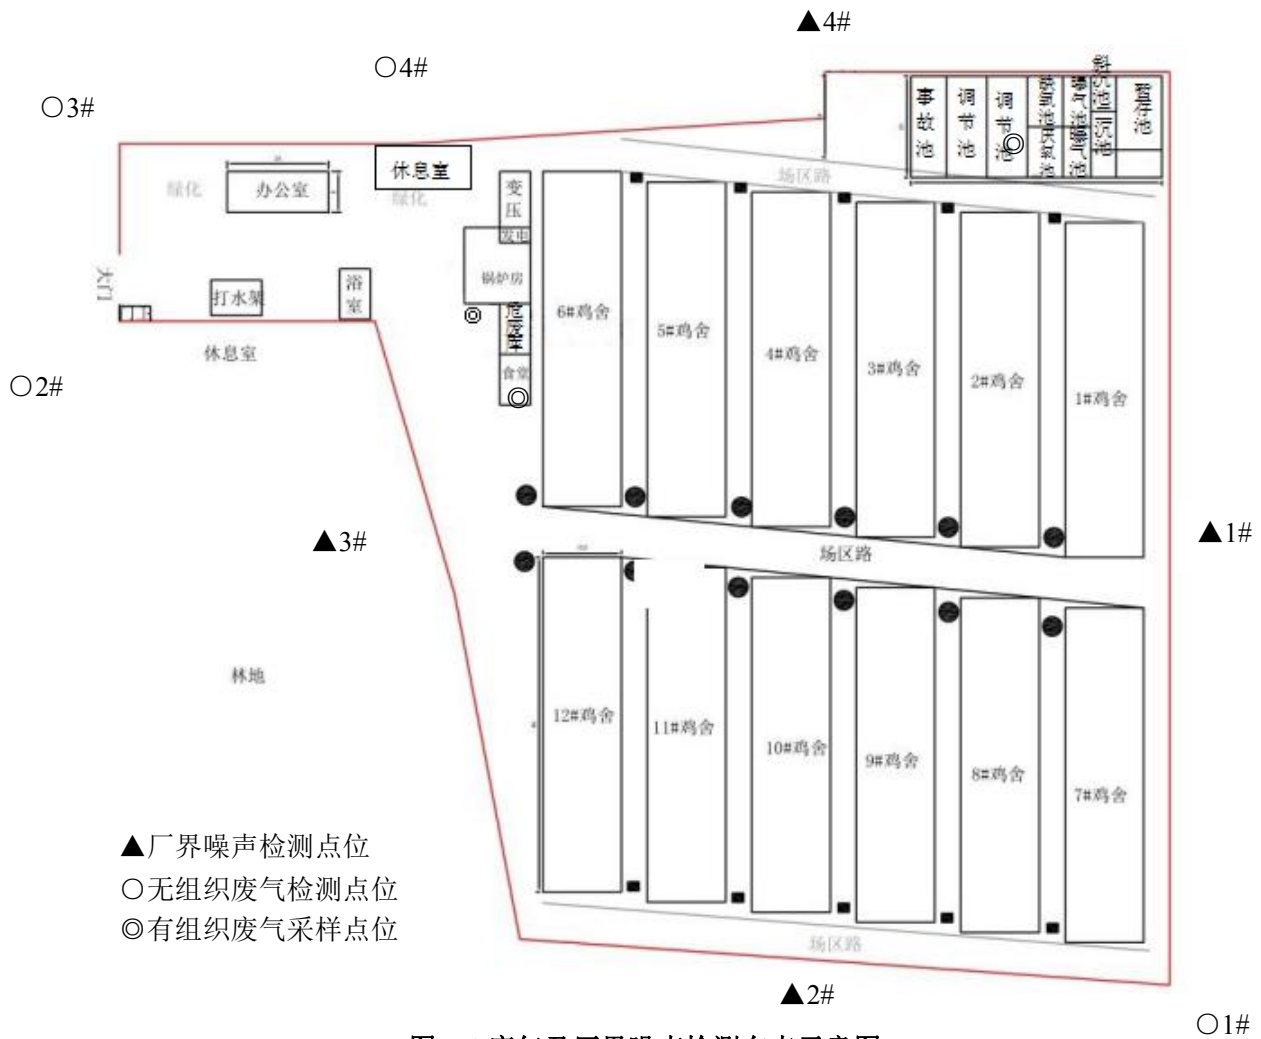 ▲4#
○4#
○3#
事故池
调节池
调节池
休息室
绿化
办公室
绿化
变压
发电
场区路
大门
打水架
浴室
锅炉房
危废库
食堂
休息室
○2#
6#鸡舍
5#鸡舍
4#鸡舍
3#鸡舍
2#鸡舍
1#鸡舍
▲3#
场区路
▲1#
林地
12#鸡舍
11#鸡舍
10#鸡舍
9#鸡舍
8#鸡舍
7#鸡舍
▲厂界噪声检测点位
○无组织废气检测点位
◎有组织废气采样点位
场区路
▲2#
○1#